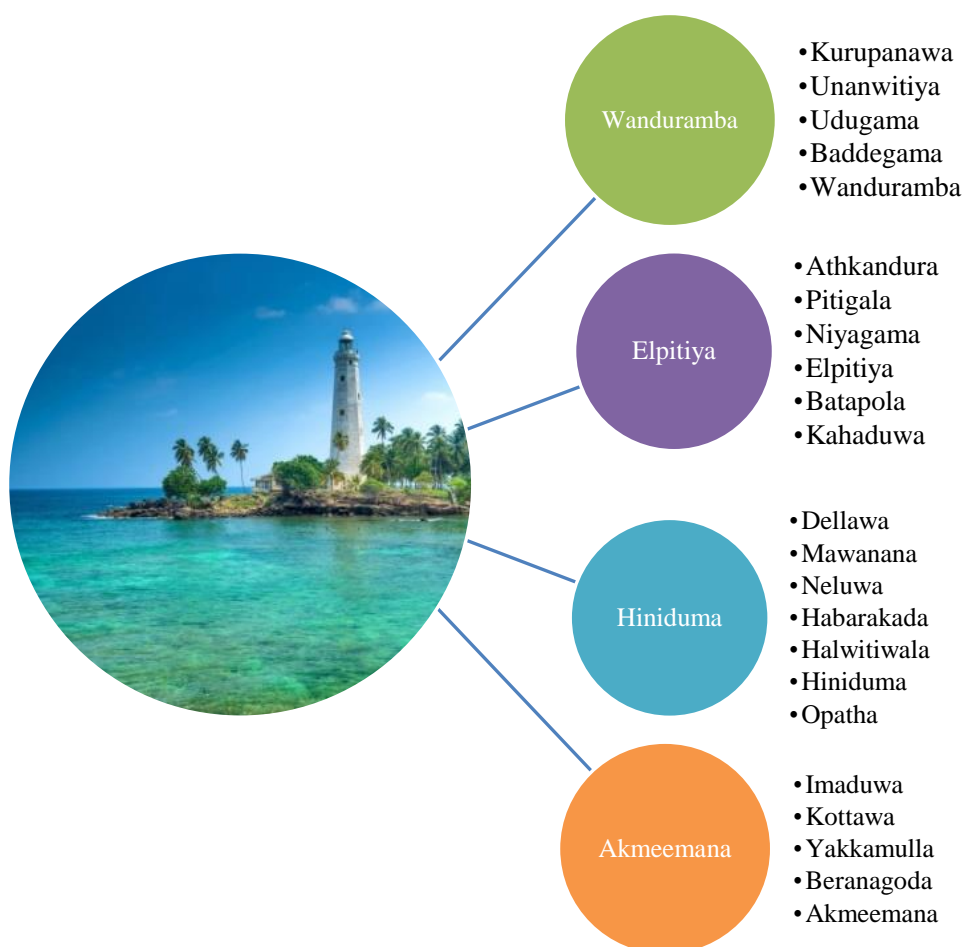 Wanduramba
•Kurupanawa
•Unanwitiya
•Udugama
•Baddegama
•Wanduramba
Elpitiya
•Athkandura
•Pitigala
•Niyagama
•Elpitiya
•Batapola
•Kahaduwa
Hiniduma
•Dellawa
•Mawanana
•Neluwa
•Habarakada
•Halwitiwala
•Hiniduma
•Opatha
Akmeemana
•Imaduwa
•Kottawa
•Yakkamulla
•Beranagoda
•Akmeemana